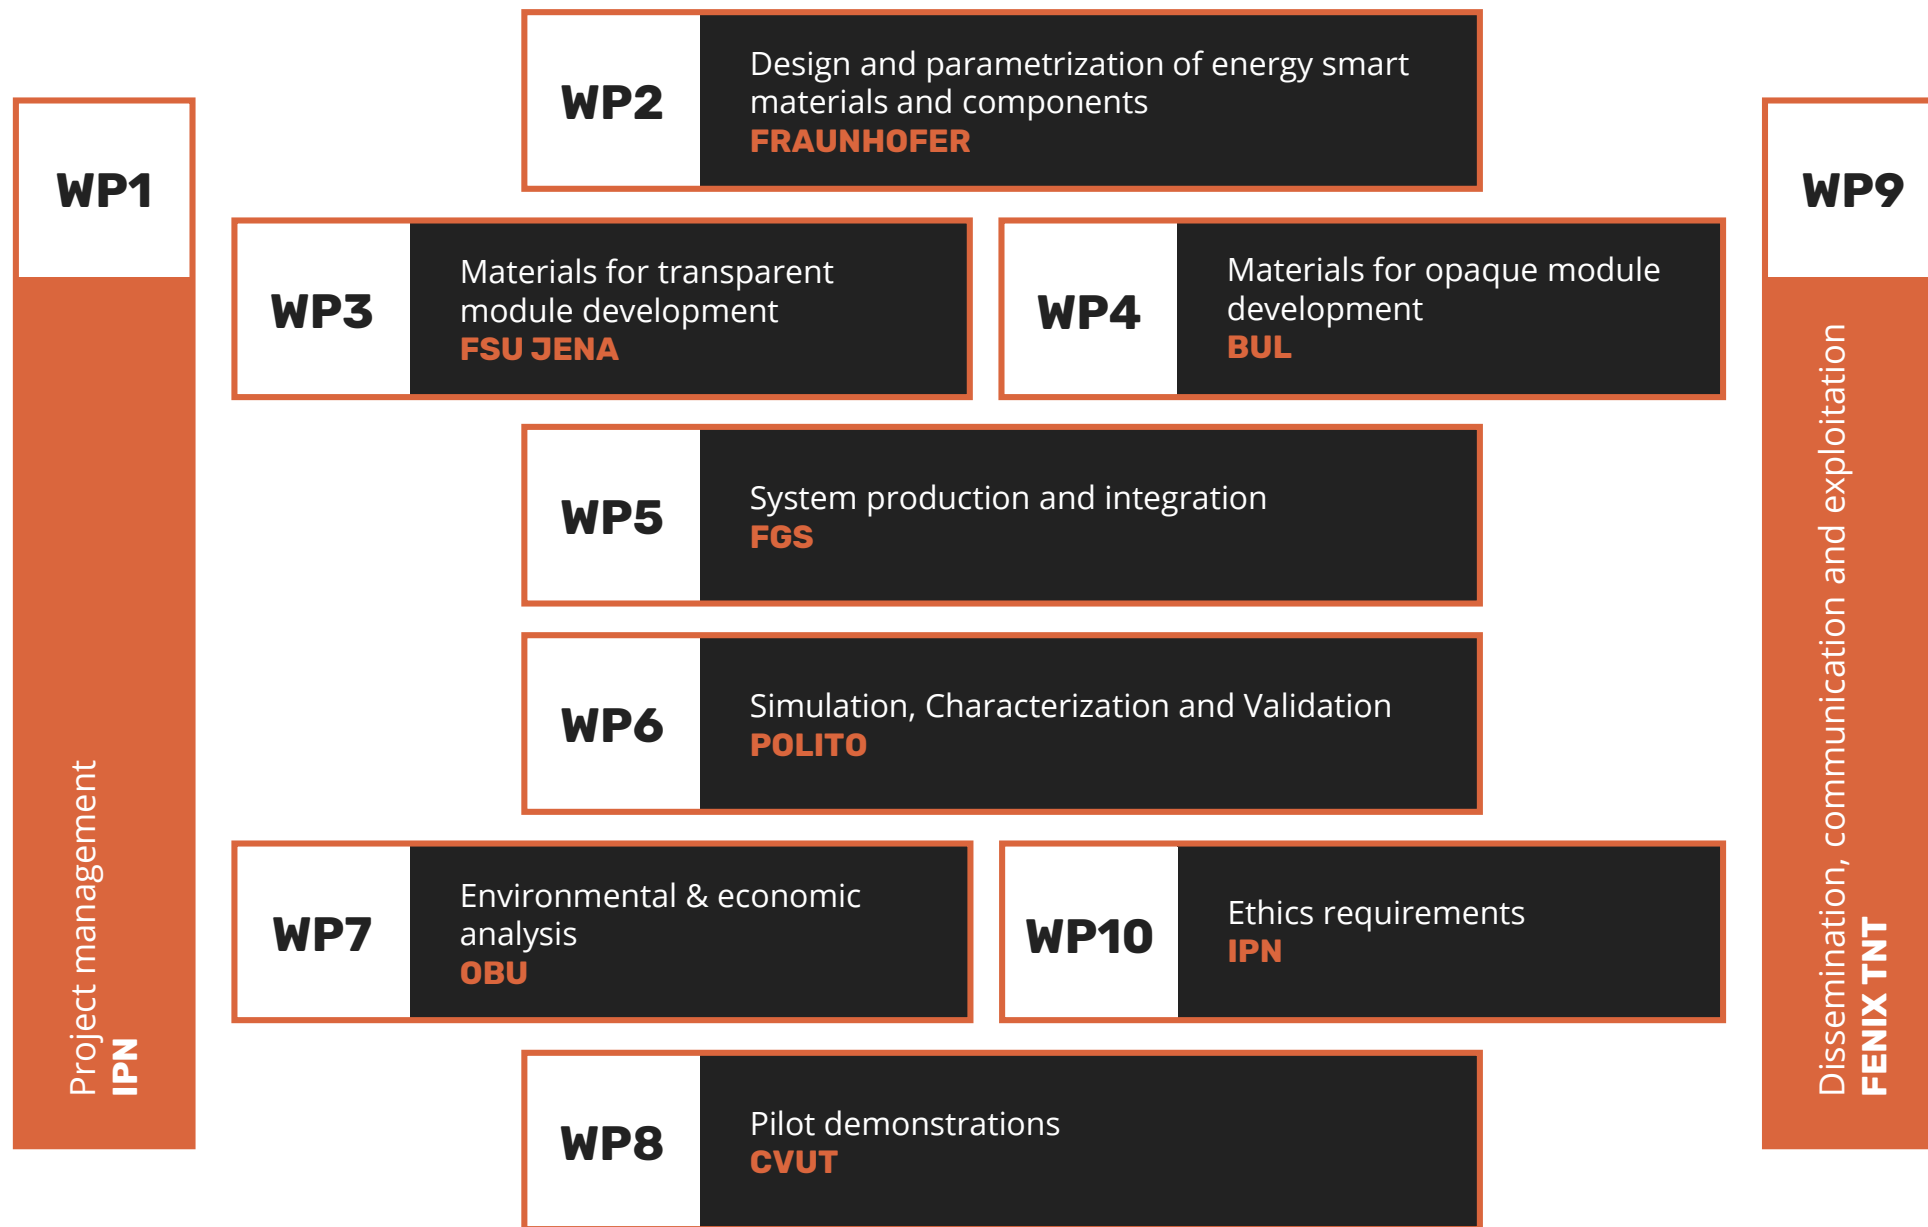 WP1
Project management
IPN
WP2
Design and parametrization of energy smart
materials and components
FRAUNHOFER
WP3
Materials for transparent
module development
FSU JENA
WP4
Materials for opaque module
development
BUL
WP5
System production and integration
FGS
WP6
Simulation, Characterization and Validation
POLITO
WP7
Environmental & economic
analysis
OBU
WP10
Ethics requirements
IPN
WP8
Pilot demonstrations
CVUT
WP9
Dissemination, communication and exploitation
FENIX TNT